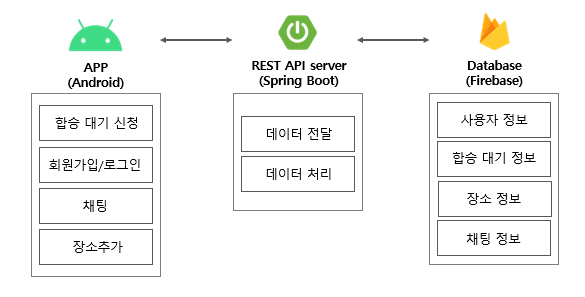 APP
(Android)
합승 대기 신청
회원가입/로그인
채팅
장소추가
REST API server
(Spring Boot)
데이터 전달
데이터 처리
Database
(Firebase)
사용자 정보
합승 대기 정보
장소 정보
채팅 정보